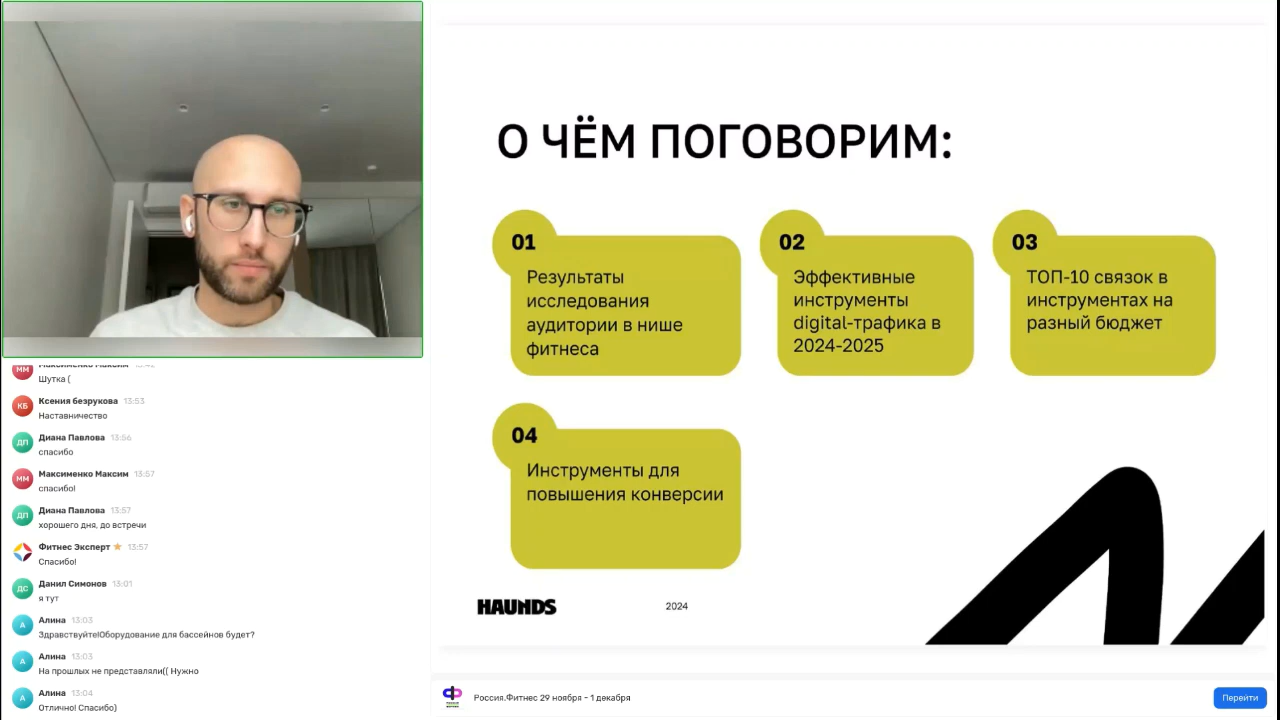 О ЧЁМ ПОГОВОРИМ:
01
Результаты
исследования
аудитории в нише
фитнеса
02
Эффективные
инструменты
digital-трафика в
2024-2025
03
ТОП-10 связок в
инструментах на
разный бюджет
04
Инструменты для
повышения конверсии
HAUNDS
2024
ММ
Максименко Максим 13:42
Шутка (
КБ
Ксения безрукова 13:53
Наставничество
ДП
Диана Павлова 13:56
спасибо
ММ
Максименко Максим 13:57
спасибо!
ДП
Диана Павлова 13:57
хорошего дня, до встречи
Фитнес Эксперт 13:57
Спасибо!
ДС
Данил Симонов 13:01
я тут
А
Алина 13:03
Здравствуйте!Оборудование для бассейнов будет?
А
Алина 13:03
На прошлых не представляли(( Нужно
А
Алина 13:04
Отлично! Спасибо)
Россия.Фитнес 29 ноября - 1 декабря
Перейти